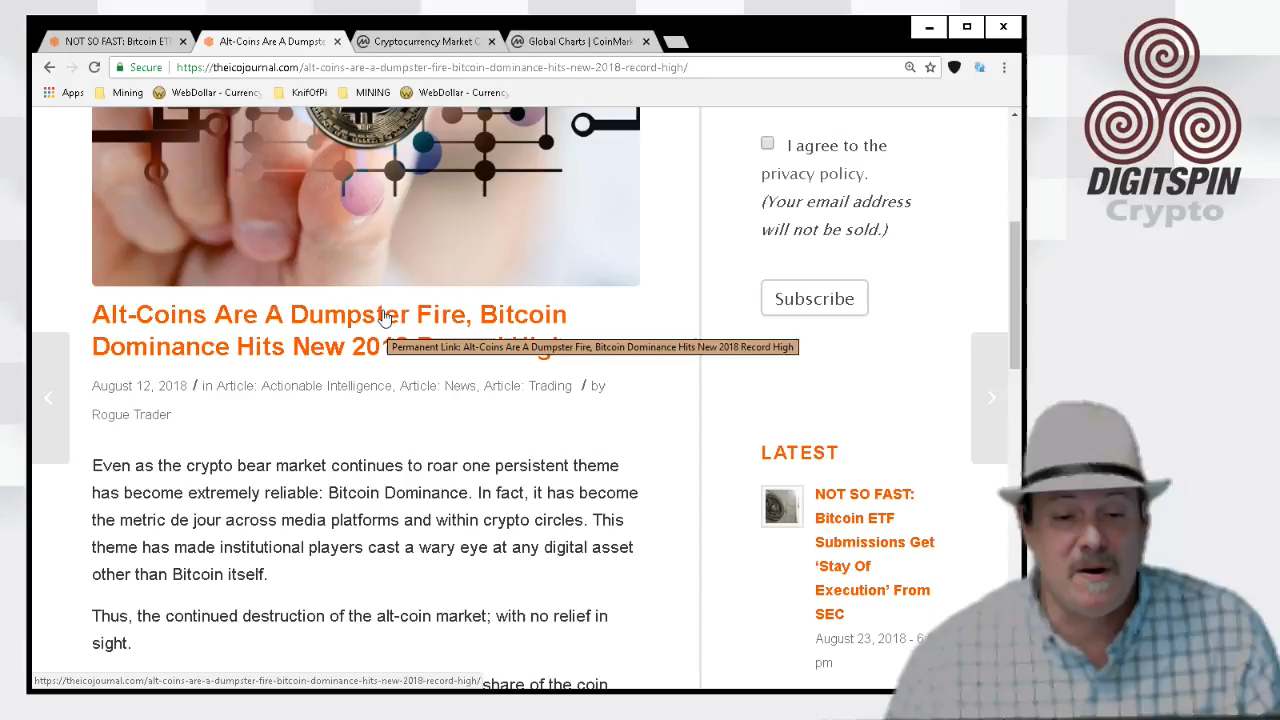 NOT SO FAST: Bitcoin ET
Alt-Coins Are A Dumpste
Cryptocurrency Market C
Global Charts | CoinMark
Secure
https://theicojournal.com/alt-coins-are-a-dumpster-fire-bitcoin-dominance-hits-new-2018-record-high/
Apps
Mining
WebDollar - Currenc
KnifOfPi
MINING
WebDollar - Currenc
Alt-Coins Are A Dumpster Fire, Bitcoin
Dominance Hits New 20
Permanent Link: Alt-Coins Are A Dumpster Fire, Bitcoin Dominance Hits New 2018 Record High
August 12, 2018 / in Article: Actionable Intelligence, Article: News, Article: Trading / by
Rogue Trader
Even as the crypto bear market continues to roar one persistent theme
has become extremely reliable: Bitcoin Dominance. In fact, it has become
the metric de jour across media platforms and within crypto circles. This
theme has made institutional players cast a wary eye at any digital asset
other than Bitcoin itself.
Thus, the continued destruction of the alt-coin market; with no relief in
sight.
share of the coin
https://theicojournal.com/alt-coins-are-a-dumpster-fire-bitcoin-dominance-hits-new-2018-record-high/
I agree to the
privacy policy.
(Your email address
will not be sold.)
Subscribe
LATEST
NOT SO FAST:
Bitcoin ETF
Submissions Get
‘Stay Of
Execution’ From
SEC
August 23, 2018 - 6:
pm
DIGITSPIN
Crypto